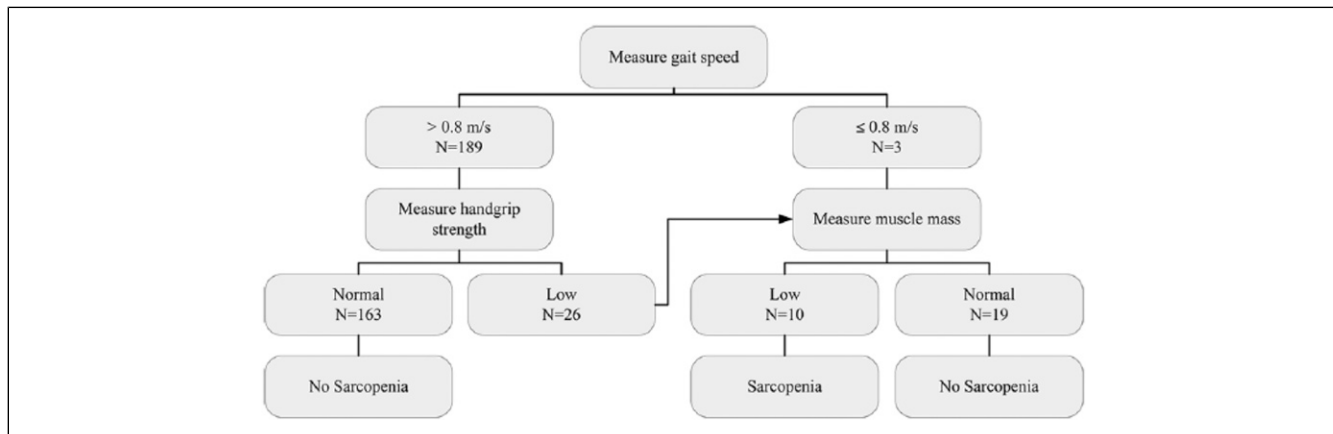 Measure gait speed
> 0.8 m/s
N=189
≤ 0.8 m/s
N=3
Measure handgrip
strength
Measure muscle mass
Normal
N=163
Low
N=26
Low
N=10
Normal
N=19
No Sarcopenia
Sarcopenia
No Sarcopenia